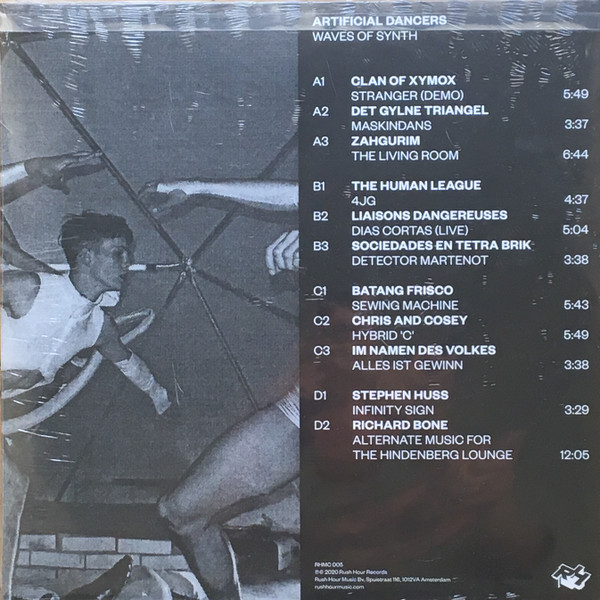 ARTIFICIAL DANCERS
WAVES OF SYNTH
A1 CLAN OF XYMOX
STRANGER (DEMO) 5:49
A2 DET GYLNE TRIANGEL
MASKINDANS 3:37
A3 ZAHGURIM
THE LIVING ROOM 6:44
B1 THE HUMAN LEAGUE
4JG 4:37
B2 LIAISONS DANGEREUSES
DIAS CORTAS (LIVE) 5:04
B3 SOCIEDADES EN TETRA BRIK
DETECTOR MARTENOT 3:38
C1 BATANG FRISCO
SEWING MACHINE 5:43
C2 CHRIS AND COSEY
HYBRID 'C' 5:49
C3 IM NAMEN DES VOLKES
ALLES IST GEWINN 3:38
D1 STEPHEN HUSS
INFINITY SIGN 3:29
D2 RICHARD BONE
ALTERNATE MUSIC FOR
THE HINDENBERG LOUNGE 12:05
RHMC 005
℗© 2020 Rush Hour Records
Rush Hour Music Bv, Spuistraat 116, 1012VA Amsterdam
rushhourmusic.com